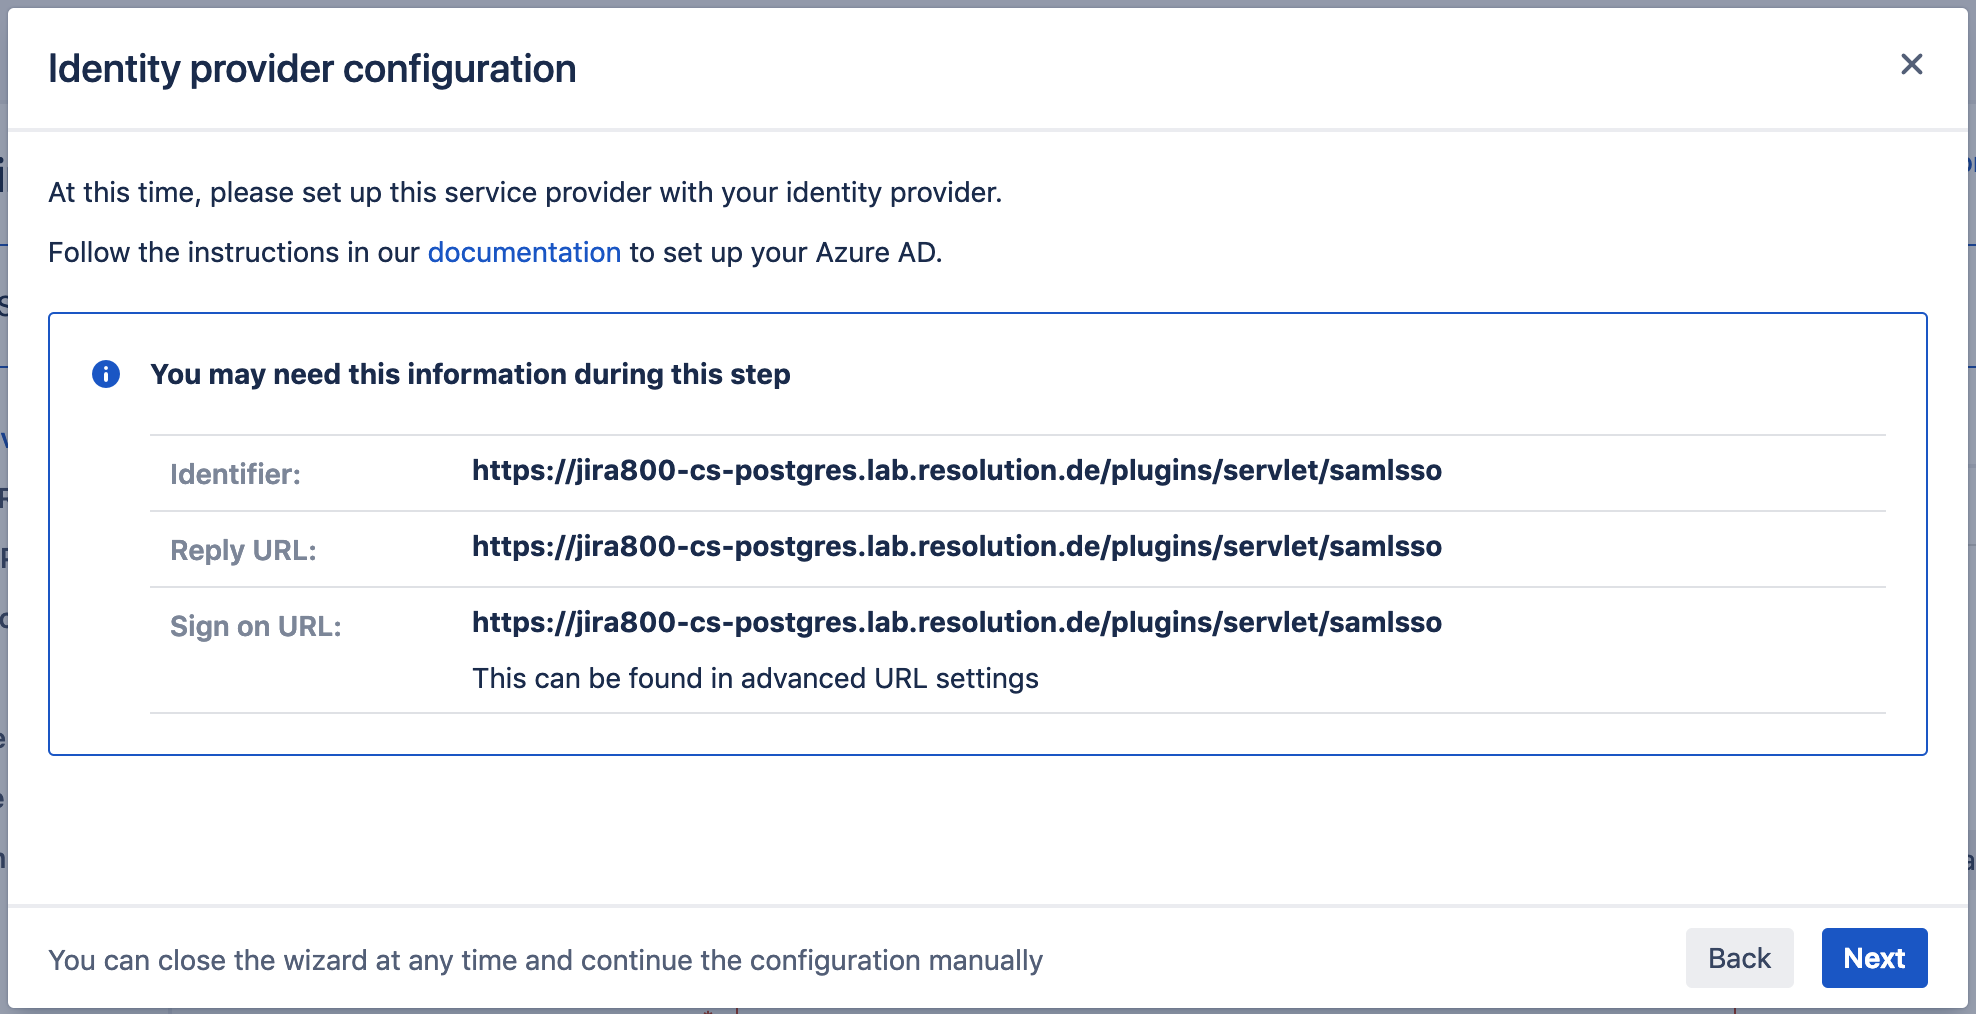 Identity provider configuration
At this time, please set up this service provider with your identity provider.
Follow the instructions in our documentation to set up your Azure AD.
You may need this information during this step
Identifier: https://jira800-cs-postgres.lab.resolution.de/plugins/servlet/samlsso
Reply URL: https://jira800-cs-postgres.lab.resolution.de/plugins/servlet/samlsso
Sign on URL: https://jira800-cs-postgres.lab.resolution.de/plugins/servlet/samlsso
This can be found in advanced URL settings
You can close the wizard at any time and continue the configuration manually
Back
Next